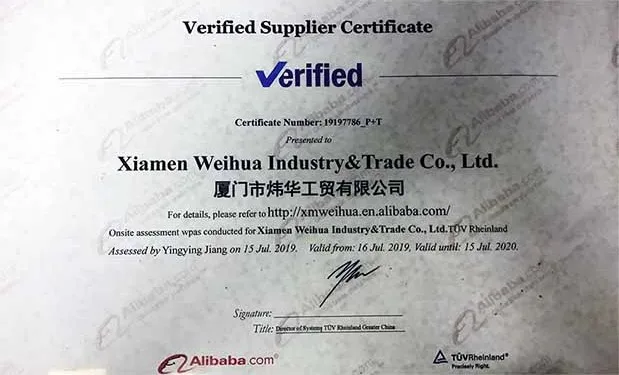 Verified Supplier Certificate
Verified
Certificate Number: 19197786_P+T
Presented to
Xiamen Weihua Industry&Trade Co., Ltd.
厦门市炜华工贸有限公司
For details, please refer to http://xmweihua.en.alibaba.com/
Onsite assessment wpas conducted for Xiamen Weihua Industry&Trade Co., Ltd.TÜV Rheinland
Assessed by Yingying Jiang on 15 Jul. 2019. Valid from: 16 Jul. 2019, Valid until: 15 Jul. 2020.
Signature:
Title: Director of Systems TÜV Rheinland Greater China
Alibaba.com®
TÜVRheinland®
Precisely Right.